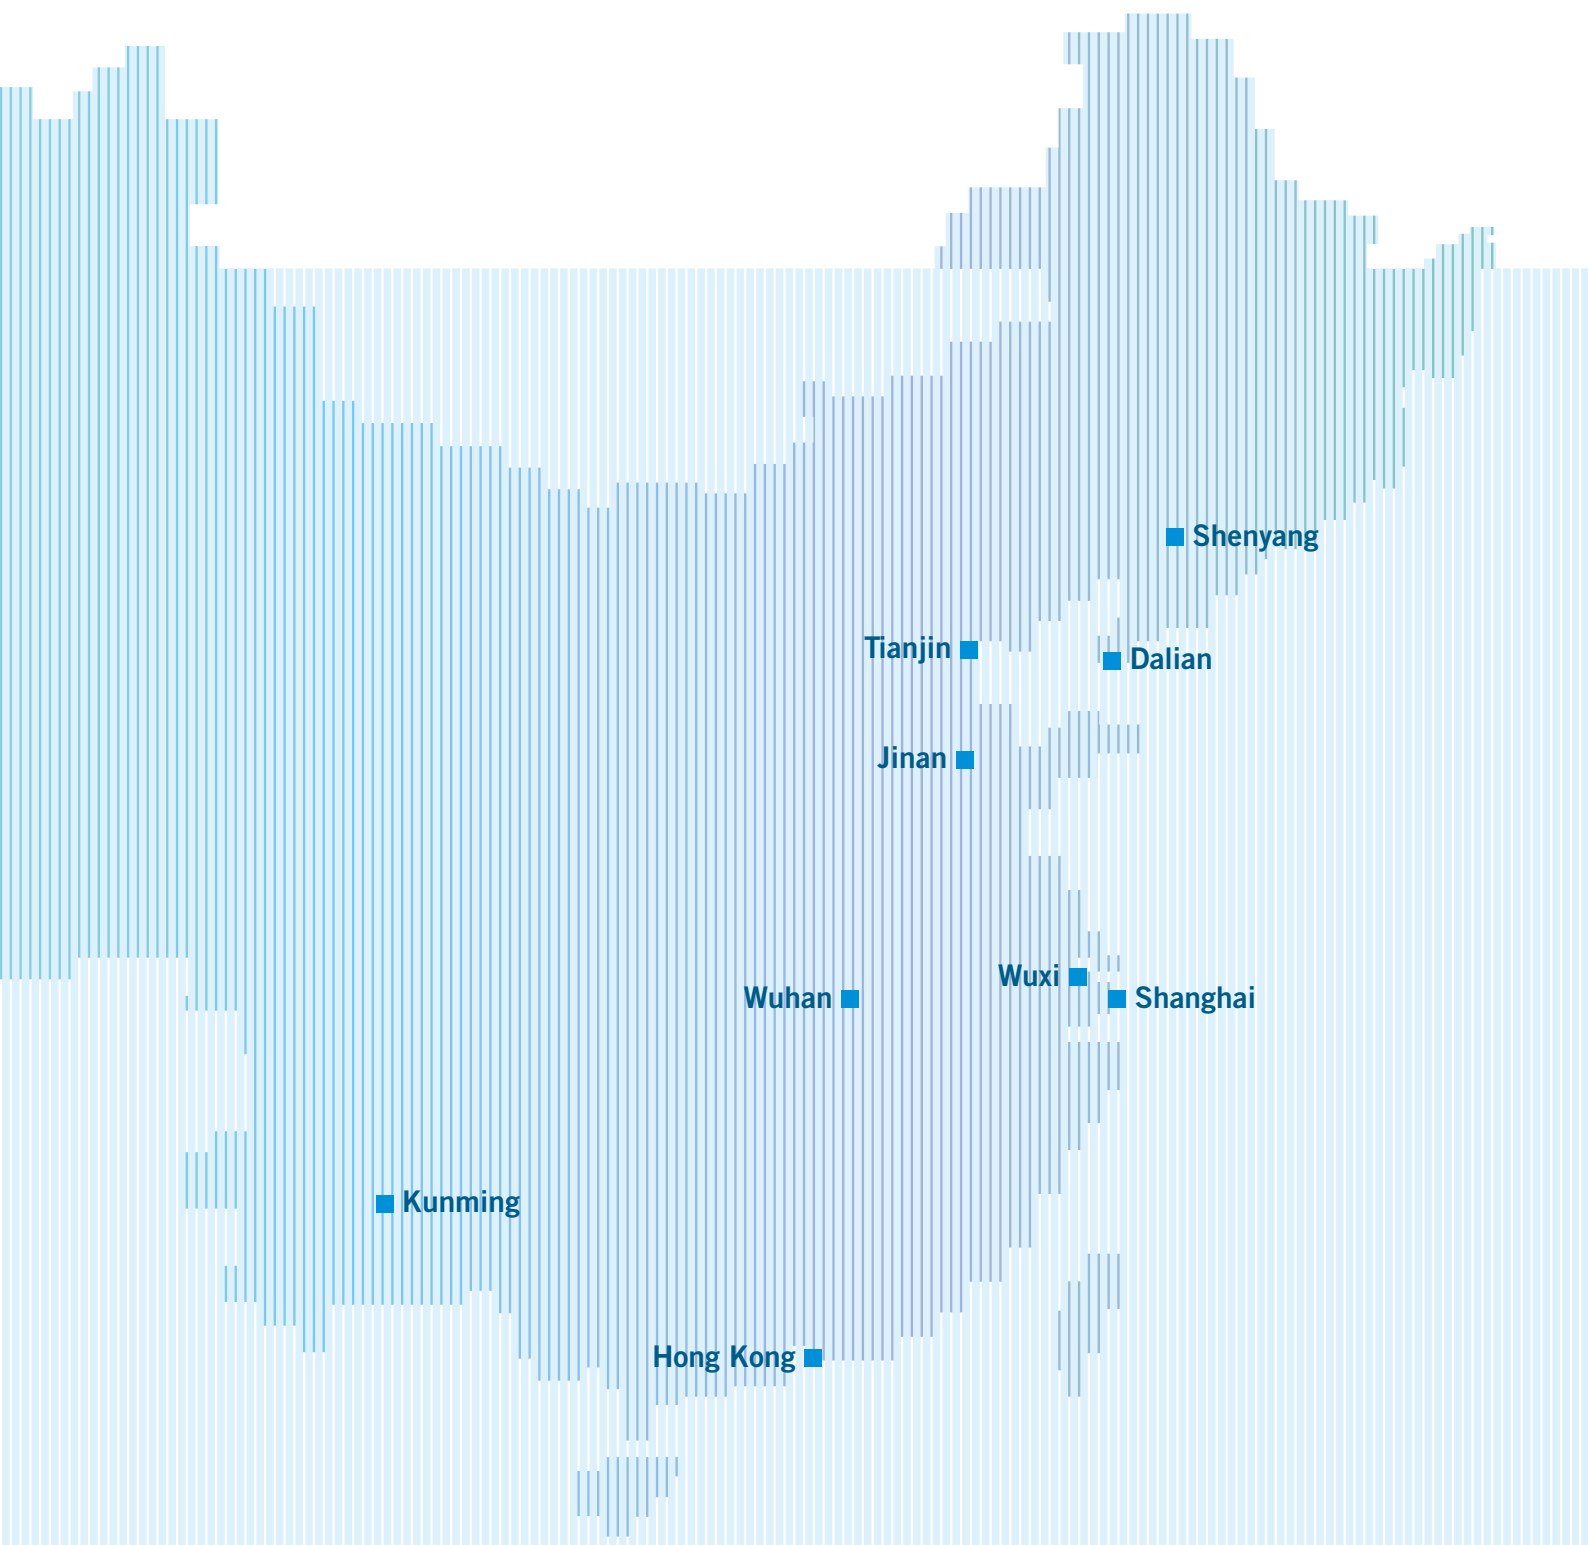 Shenyang
Tianjin
Dalian
Jinan
Wuxi
Wuhan
Shanghai
Kunming
Hong Kong